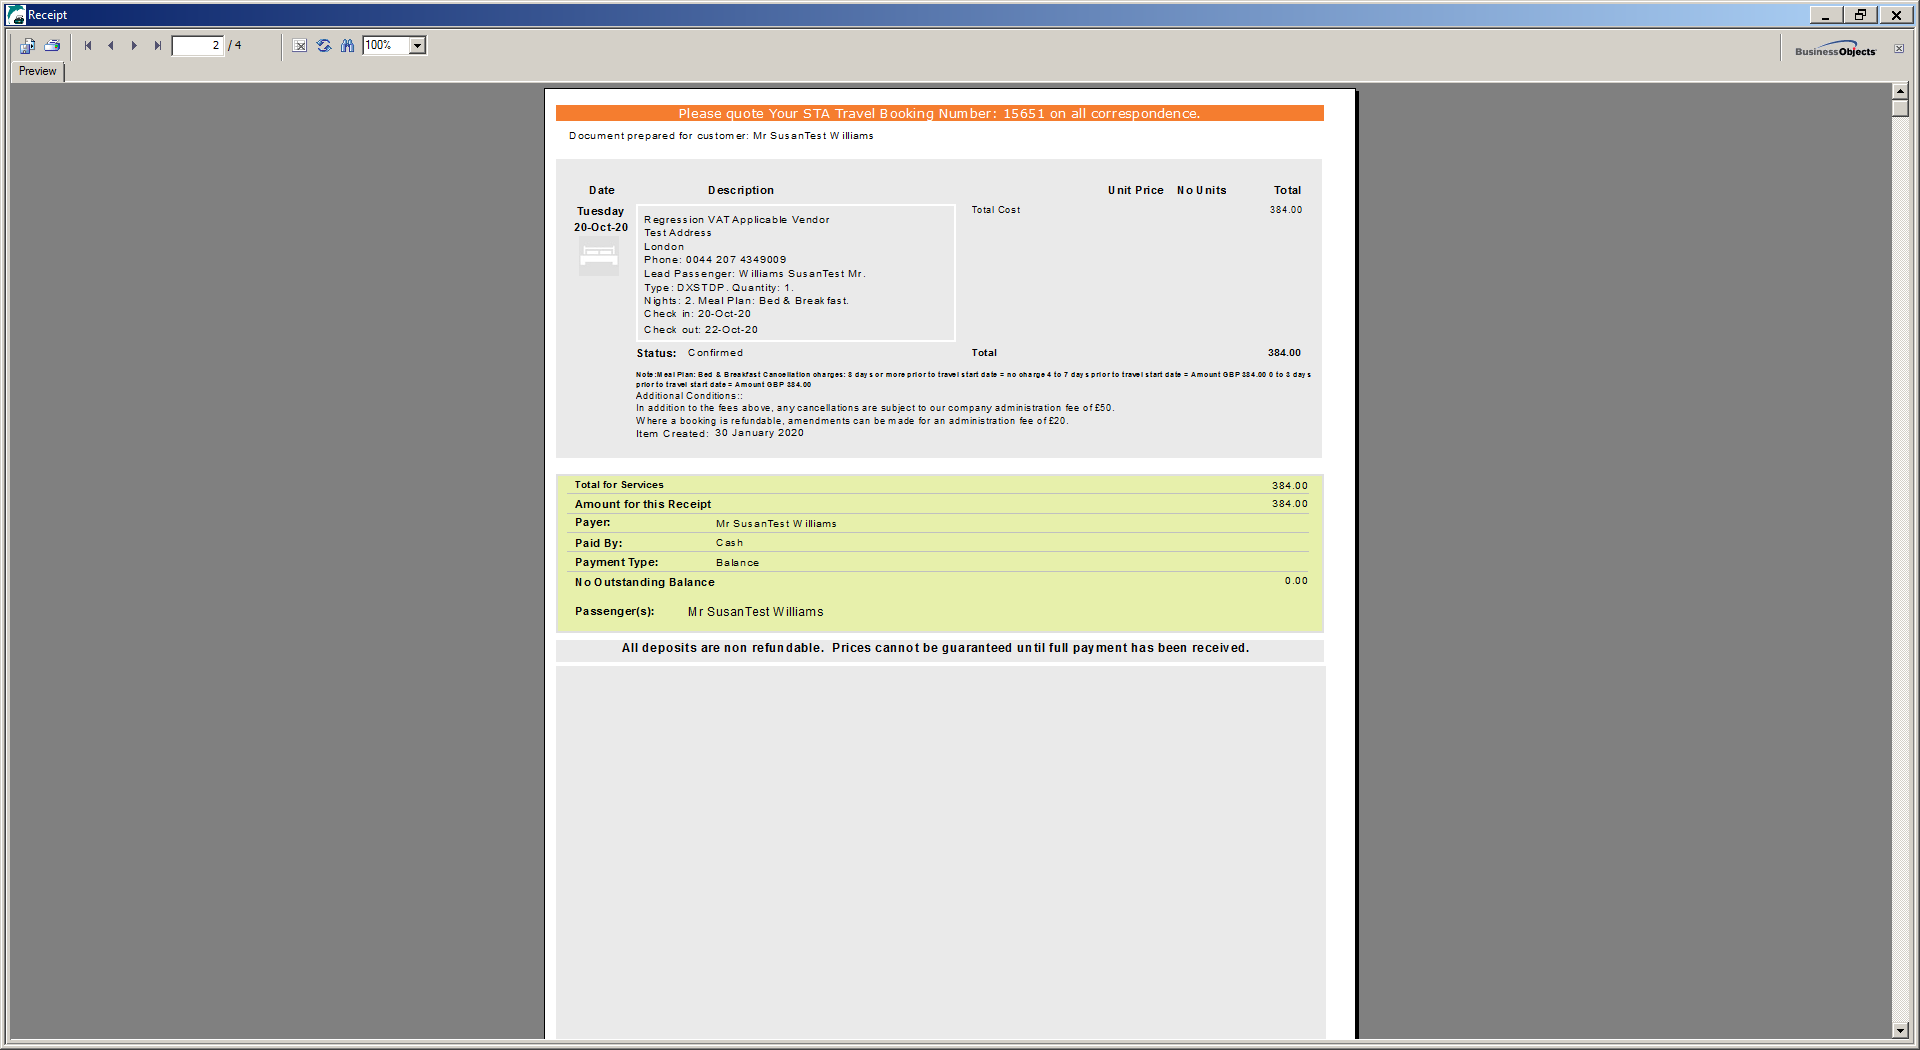 Receipt
2 / 4
100%
BusinessObjects
Preview
Please quote Your STA Travel Booking Number: 15651 on all correspondence.
Document prepared for customer: Mr SusanTest Williams
Date Description Unit Price No Units Total
Tuesday
20-Oct-20
Regression VAT Applicable Vendor
Test Address
London
Phone: 0044 207 4349009
Lead Passenger: Williams SusanTest Mr.
Type: DXSTDP. Quantity: 1.
Nights: 2. Meal Plan: Bed & Breakfast.
Check in: 20-Oct-20
Check out: 22-Oct-20
Total Cost 384.00
Status: Confirmed Total 384.00
Note:Meal Plan: Bed & Breakfast Cancellation charges: 8 days or more prior to travel start date = no charge 4 to 7 days prior to travel start date = Amount GBP 384.00 0 to 3 days
prior to travel start date = Amount GBP 384.00
Additional Conditions::
In addition to the fees above, any cancellations are subject to our company administration fee of £50.
Where a booking is refundable, amendments can be made for an administration fee of £20.
Item Created: 30 January 2020
Total for Services 384.00
Amount for this Receipt 384.00
Payer: Mr SusanTest Williams
Paid By: Cash
Payment Type: Balance
No Outstanding Balance 0.00
Passenger(s): Mr SusanTest Williams
All deposits are non refundable. Prices cannot be guaranteed until full payment has been received.